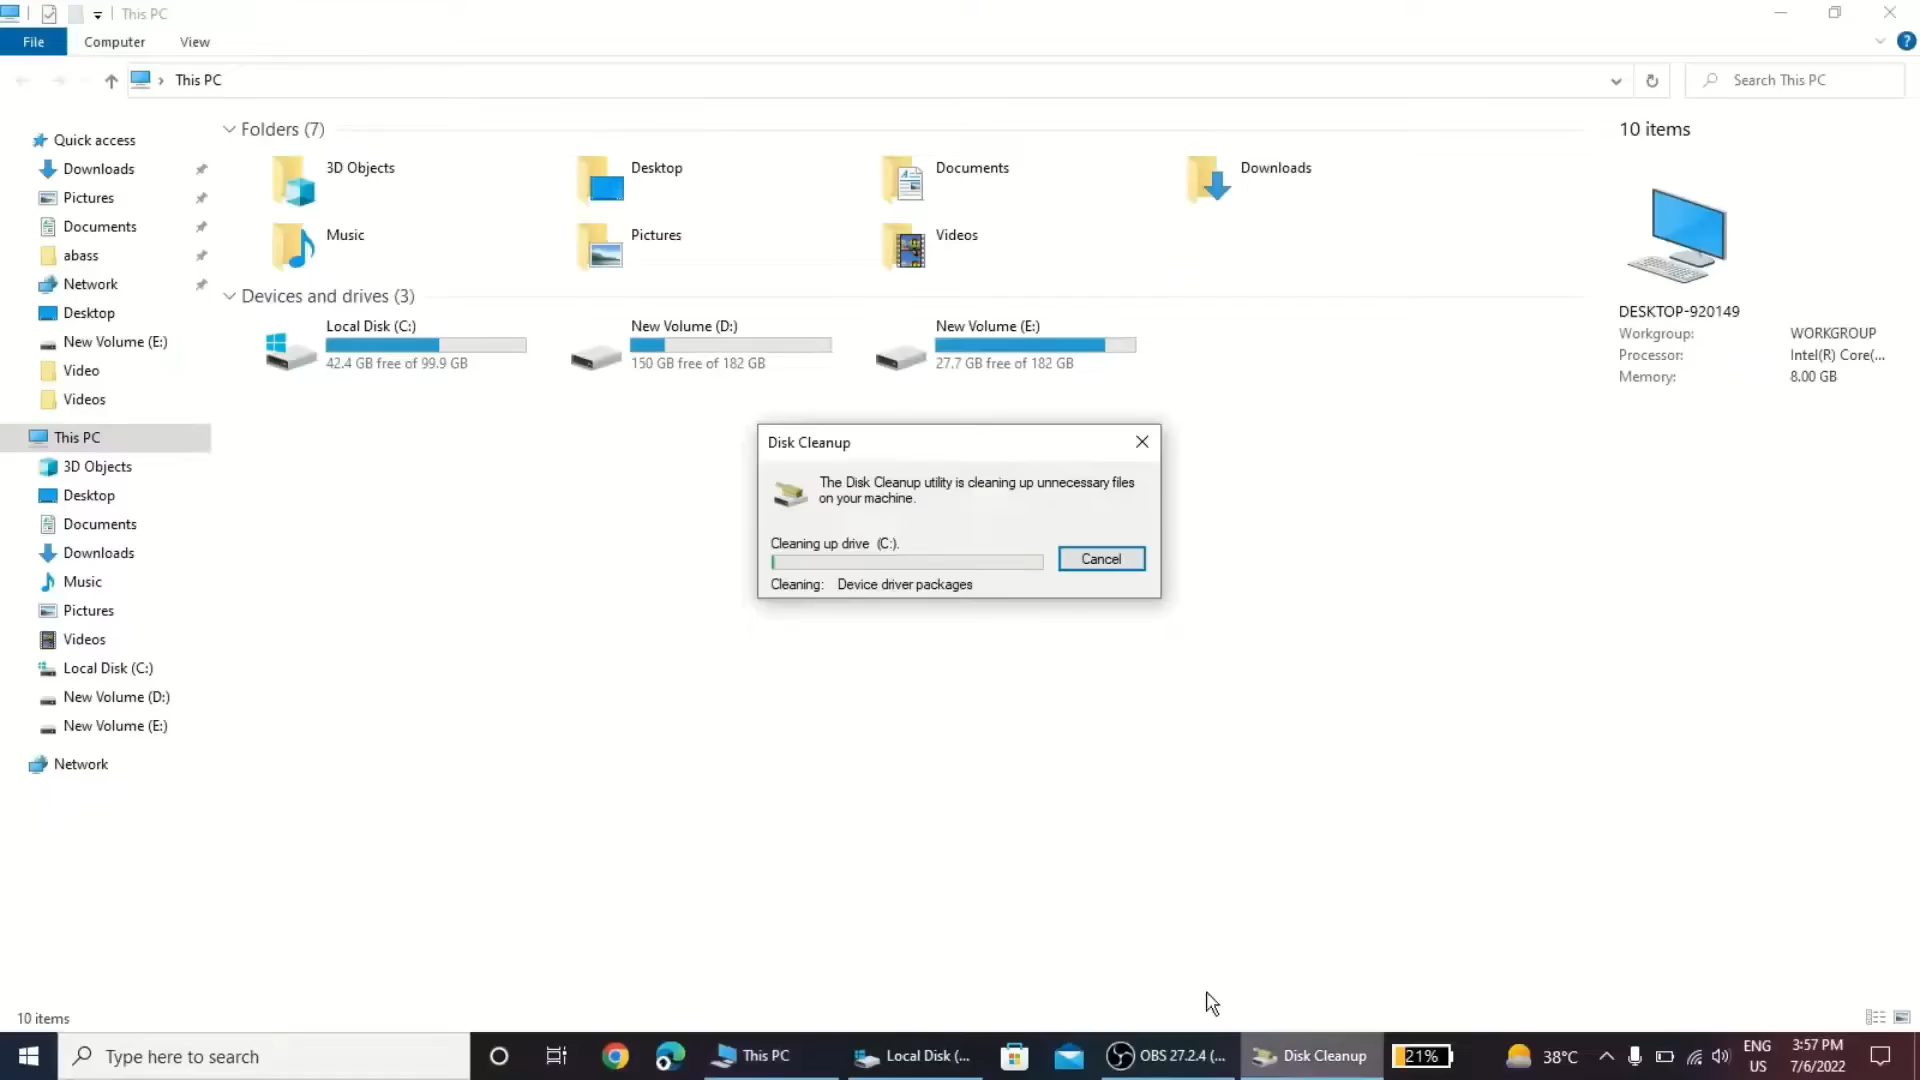 This PC
File
Computer
View
This PC
Search This PC
Quick access
Downloads
Pictures
Documents
abass
Network
Desktop
New Volume (E:)
Video
Videos
This PC
3D Objects
Desktop
Documents
Downloads
Music
Pictures
Videos
Local Disk (C:)
New Volume (D:)
New Volume (E:)
Network
Folders (7)
3D Objects
Desktop
Documents
Downloads
Music
Pictures
Videos
Devices and drives (3)
Local Disk (C:)
42.4 GB free of 99.9 GB
New Volume (D:)
150 GB free of 182 GB
New Volume (E:)
27.7 GB free of 182 GB
10 items
DESKTOP-920149
Workgroup: WORKGROUP
Processor: Intel(R) Core(...
Memory: 8.00 GB
Disk Cleanup
The Disk Cleanup utility is cleaning up unnecessary files
on your machine.
Cleaning up drive (C:).
Cancel
Cleaning: Device driver packages
10 items
Type here to search
This PC
Local Disk (...
OBS 27.2.4 (...
Disk Cleanup
21%
38°C
ENG
US
3:57 PM
7/6/2022